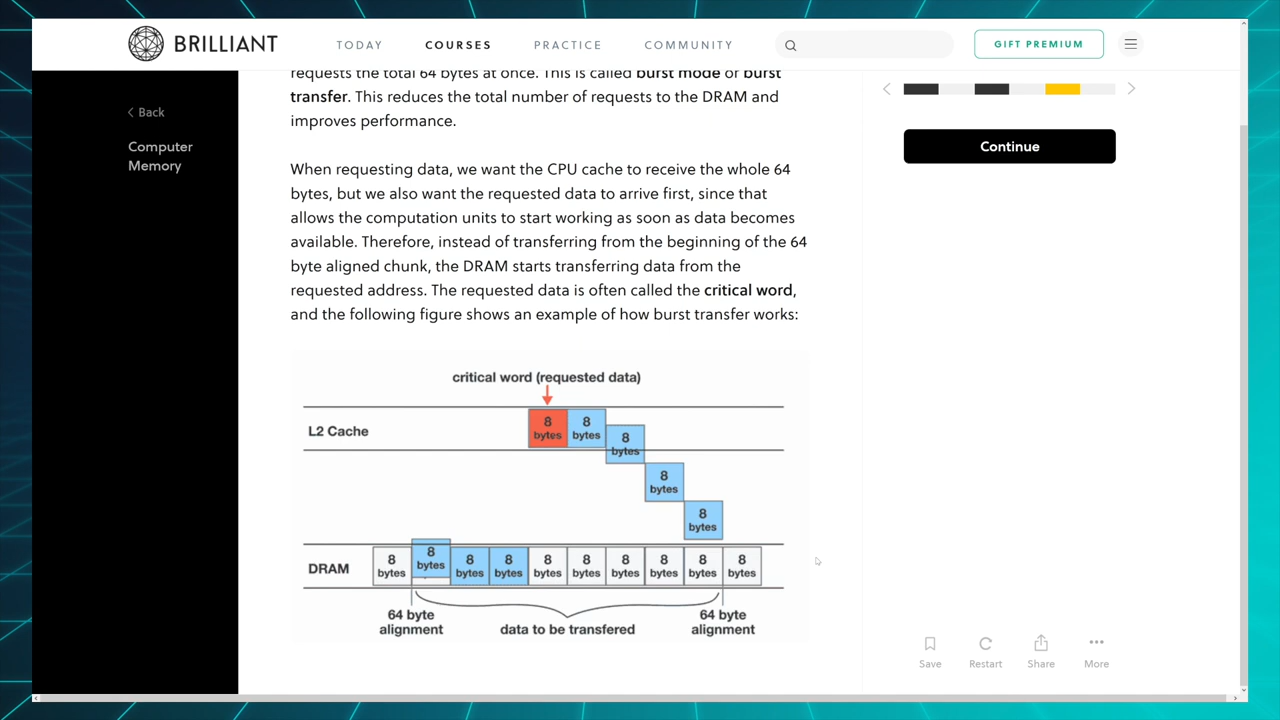 BRILLIANT
TODAY
COURSES
PRACTICE
COMMUNITY
GIFT PREMIUM
Back
Computer
Memory
requests the total 64 bytes at once. This is called burst mode or burst
transfer. This reduces the total number of requests to the DRAM and
improves performance.
When requesting data, we want the CPU cache to receive the whole 64
bytes, but we also want the requested data to arrive first, since that
allows the computation units to start working as soon as data becomes
available. Therefore, instead of transferring from the beginning of the 64
byte aligned chunk, the DRAM starts transferring data from the
requested address. The requested data is often called the critical word,
and the following figure shows an example of how burst transfer works:
critical word (requested data)
L2 Cache
8 bytes
8 bytes
8 bytes
8 bytes
8 bytes
DRAM
8 bytes
8 bytes
8 bytes
8 bytes
8 bytes
8 bytes
8 bytes
8 bytes
8 bytes
8 bytes
64 byte
alignment
data to be transfered
64 byte
alignment
Continue
Save
Restart
Share
More